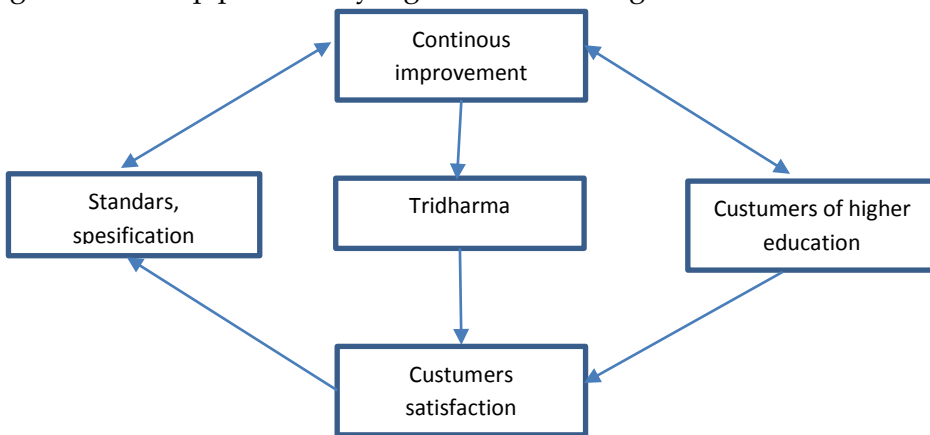 Continous
improvement
Standars,
spesification
Tridharma
Custumers of higher
education
Custumers
satisfaction